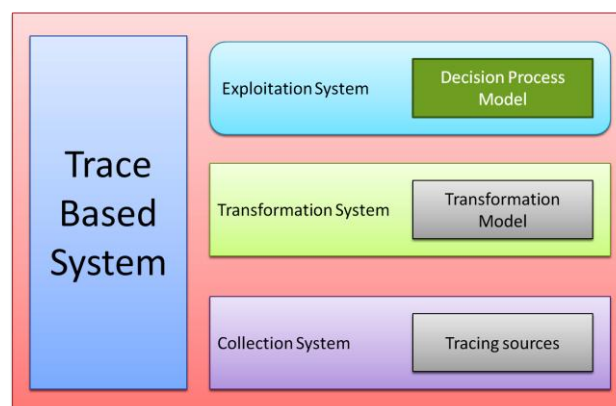 Trace
Based
System
Exploitation System
Decision Process
Model
Transformation System
Transformation
Model
Collection System
Tracing sources